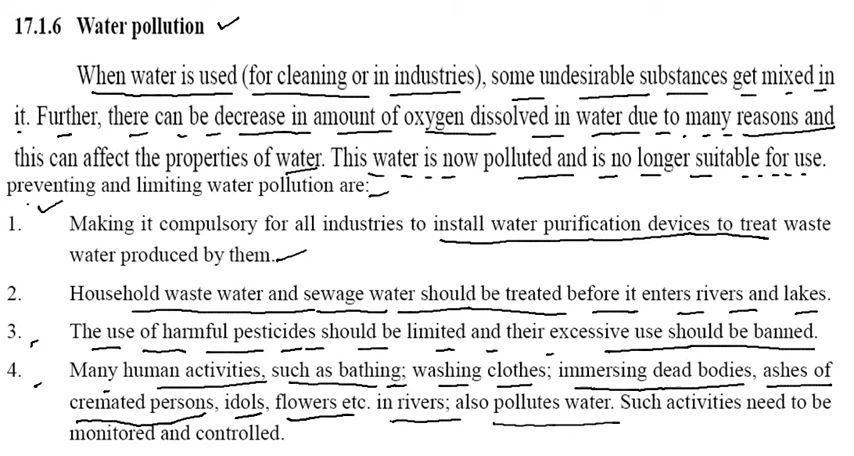 17.1.6 Water pollution
When water is used (for cleaning or in industries), some undesirable substances get mixed in
it. Further, there can be decrease in amount of oxygen dissolved in water due to many reasons and
this can affect the properties of water. This water is now polluted and is no longer suitable for use.
preventing and limiting water pollution are:
1. Making it compulsory for all industries to install water purification devices to treat waste
water produced by them.
2. Household waste water and sewage water should be treated before it enters rivers and lakes.
3. The use of harmful pesticides should be limited and their excessive use should be banned.
4. Many human activities, such as bathing; washing clothes; immersing dead bodies, ashes of
cremated persons, idols, flowers etc. in rivers; also pollutes water. Such activities need to be
monitored and controlled.